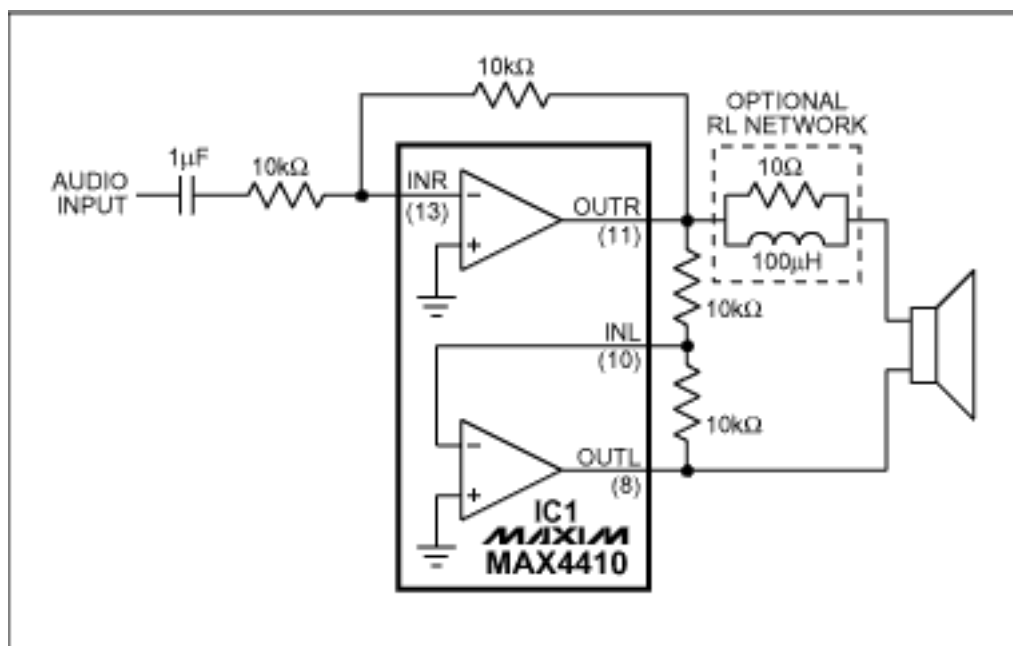 10kΩ
OPTIONAL
RL NETWORK
1μF
10kΩ
10Ω
AUDIO
INPUT
INR
(13)
−
+
OUTR
(11)
100μH
10kΩ
INL
(10)
10kΩ
−
+
OUTL
(8)
IC1
MAXIM
MAX4410